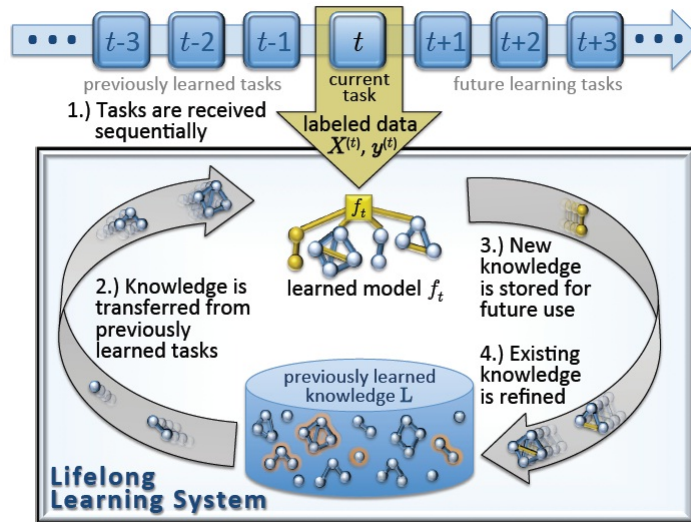 • • • t-3 t-2 t-1 t t+1 t+2 t+3 • • •
previously learned tasks
current
task
future learning tasks
1.) Tasks are received
sequentially
labeled data
X⁽ᵗ⁾, y⁽ᵗ⁾
fₜ
learned model fₜ
2.) Knowledge is
transferred from
previously
learned tasks
3.) New
knowledge
is stored for
future use
previously learned
knowledge L
4.) Existing
knowledge
is refined
Lifelong
Learning System